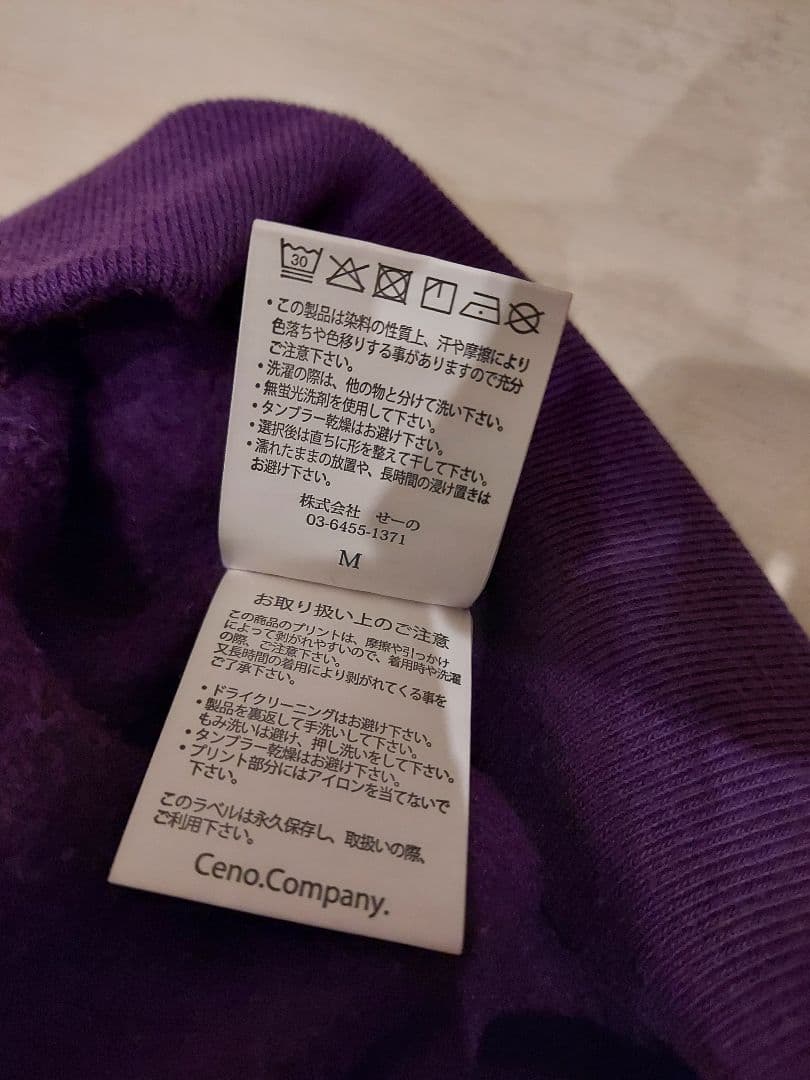 30
・この製品は染料の性質上、汗や摩擦により
色落ちや色移りする事がありますので充分
ご注意下さい。
・洗濯の際は、他の物と分けて洗い下さい。
・無蛍光洗剤を使用して下さい。
・タンブラー乾燥はお避け下さい。
・選択後は直ちに形を整えて干して下さい。
・濡れたままの放置や、長時間の浸け置きは
お避け下さい。
株式会社 せーの
03-6455-1371
M
お取り扱い上のご注意
この商品のプリントは、摩擦や引っかけ
によって剥がれやすいので、着用時や洗濯
の際、ご注意下さい。
又長時間の着用により剥がれてくる事を
ご了承下さい。
・ドライクリーニングはお避け下さい。
・製品を裏返して手洗いして下さい。
もみ洗いは避け、押し洗いをして下さい。
・タンブラー乾燥はお避け下さい。
・プリント部分にはアイロンを当てないで
下さい。
このラベルは永久保存し、取扱いの際、
ご利用下さい。
Ceno.Company.